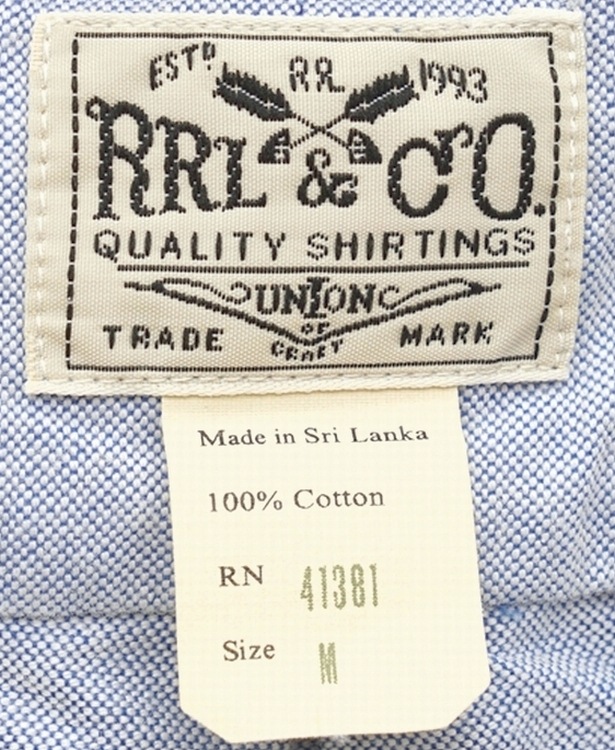 ESTD R.R.L. 1993
RRL & CO.
QUALITY SHIRTINGS
UNION
OF
CRAFT
TRADE MARK
Made in Sri Lanka
100% Cotton
RN 41381
Size M